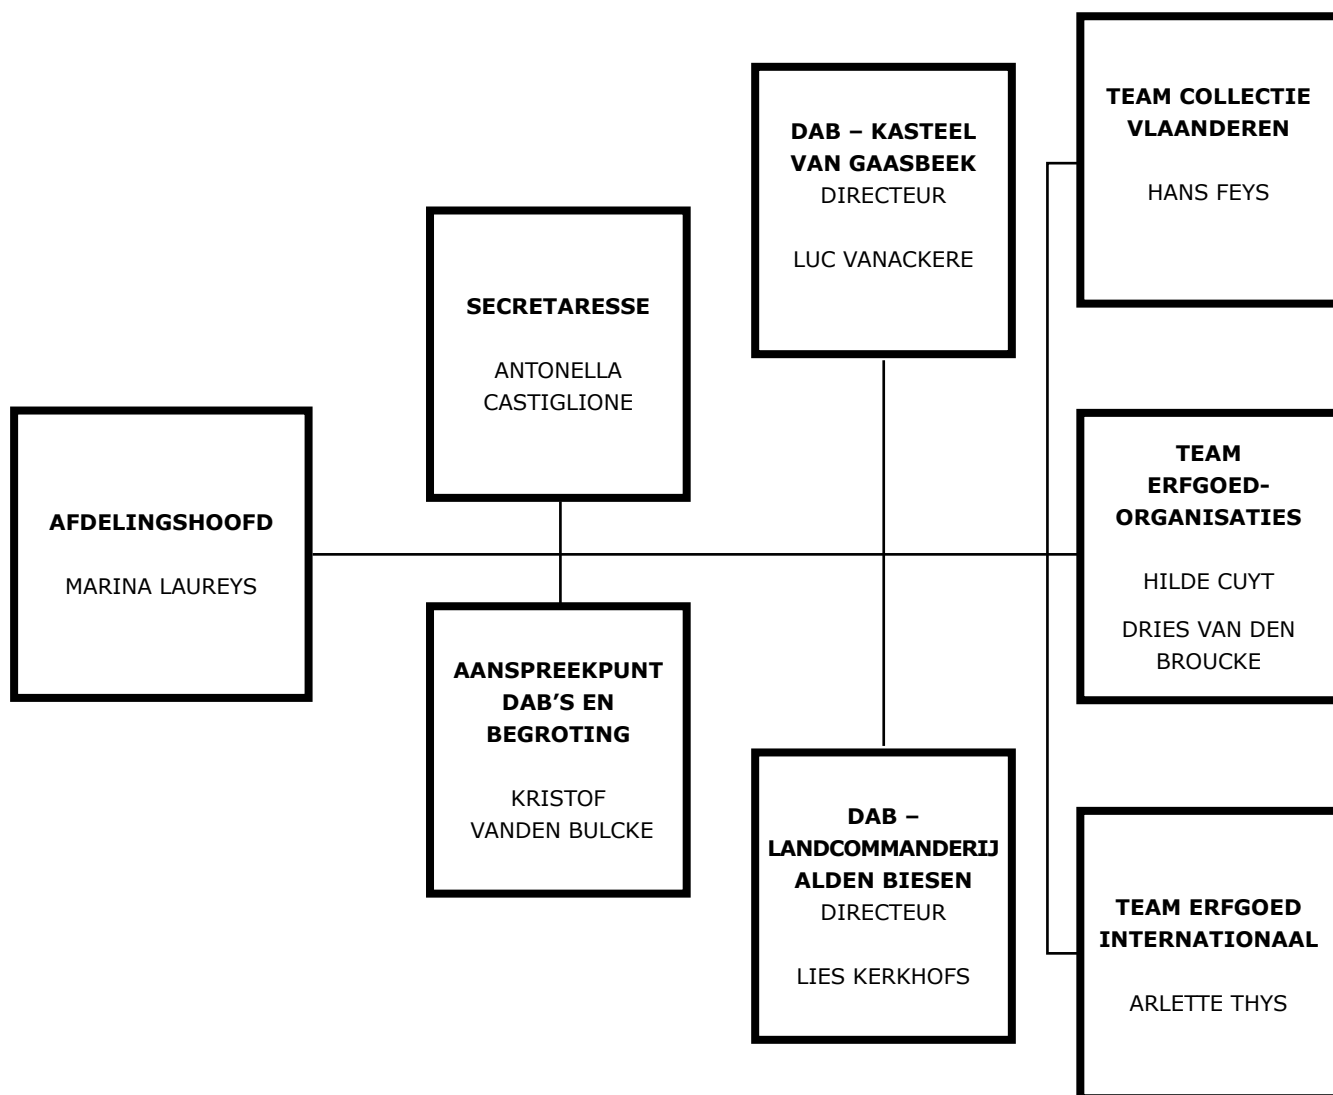 AFDELINGSHOOFD
MARINA LAUREYS
SECRETARESSE
ANTONELLA
CASTIGLIONE
AANSPREEKPUNT
DAB’S EN
BEGROTING
KRISTOF
VANDEN BULCKE
DAB – KASTEEL
VAN GAASBEEK
DIRECTEUR
LUC VANACKERE
DAB –
LANDCOMMANDERIJ
ALDEN BIESEN
DIRECTEUR
LIES KERKHOFS
TEAM COLLECTIE
VLAANDEREN
HANS FEYS
TEAM
ERFGOED-
ORGANISATIES
HILDE CUYT
DRIES VAN DEN
BROUCKE
TEAM ERFGOED
INTERNATIONAAL
ARLETTE THYS